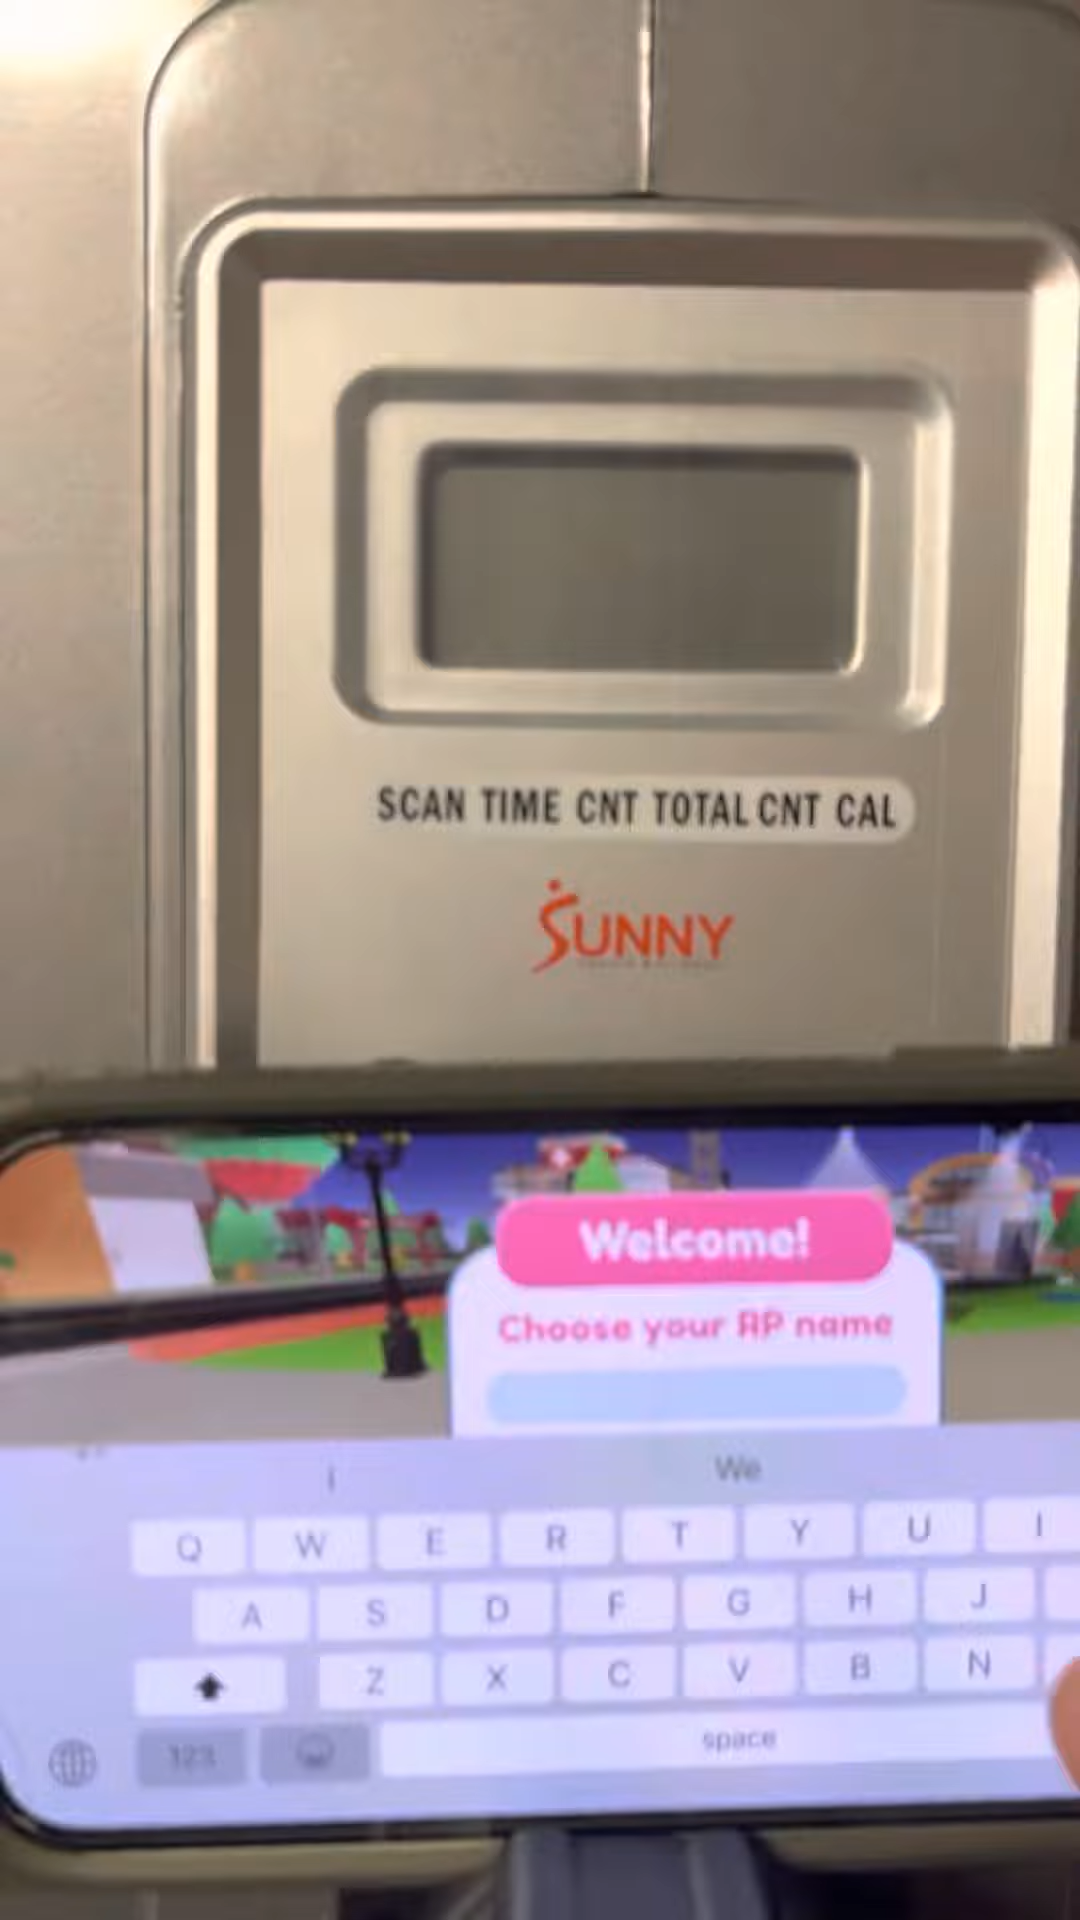 SCAN TIME CNT TOTAL CNT CAL
SUNNY
Welcome!
Choose your RP name
i We
Q W E R T Y U I
A S D F G H J
Z X C V B N
123 space